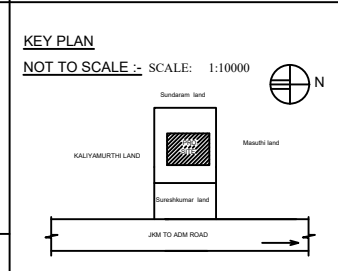 KEY PLAN
NOT TO SCALE :- SCALE: 1:10000
N
Sundaram land
KALIYAMURTHI LAND
Masuthi land
SITE
Sureshkumar land
JKM TO ADM ROAD